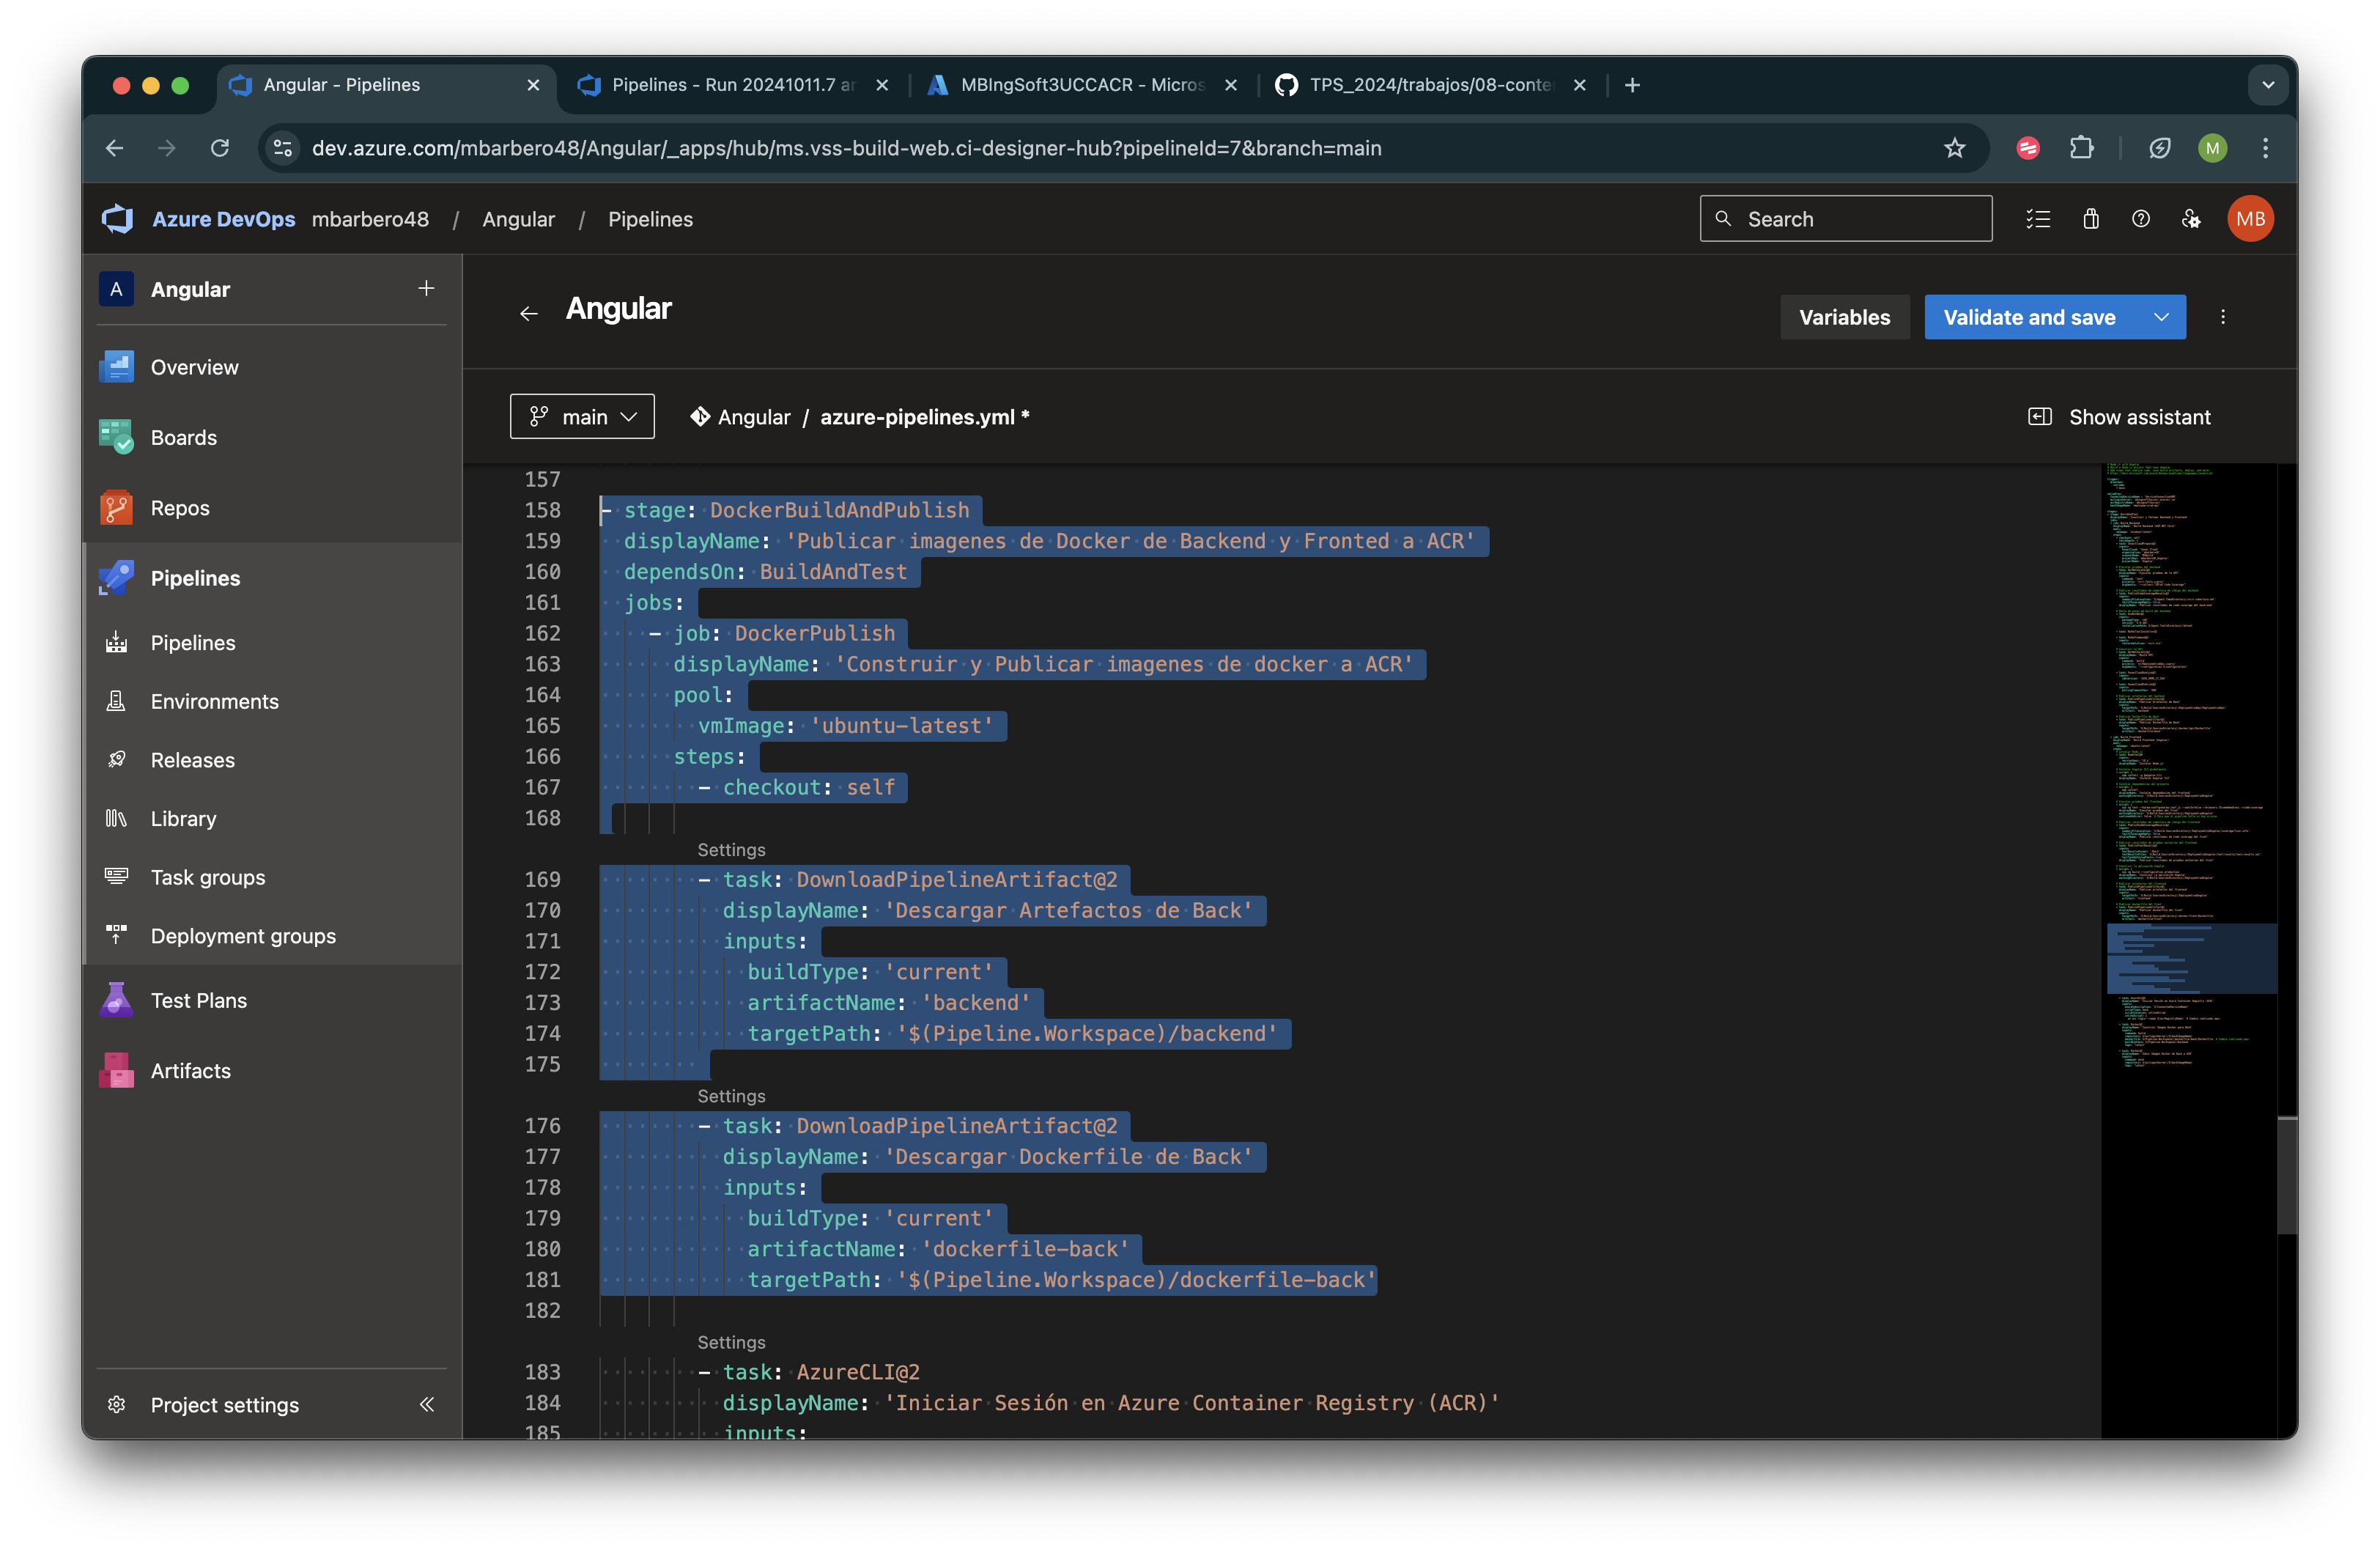 Angular - Pipelines
Pipelines - Run 20241011.7 ar
MBIngSoft3UCCACR - Micros
TPS_2024/trabajos/08-conte
dev.azure.com/mbarbero48/Angular/_apps/hub/ms.vss-build-web.ci-designer-hub?pipelineId=7&branch=main
M
Azure DevOps mbarbero48 / Angular / Pipelines
Search
MB
A Angular
Overview
Boards
Repos
Pipelines
Pipelines
Environments
Releases
Library
Task groups
Deployment groups
Test Plans
Artifacts
Project settings
Angular
Variables
Validate and save
main
Angular / azure-pipelines.yml *
Show assistant
157
158 - stage: DockerBuildAndPublish
159 displayName: 'Publicar imagenes de Docker de Backend y Fronted a ACR'
160 dependsOn: BuildAndTest
161 jobs:
162 - job: DockerPublish
163 displayName: 'Construir y Publicar imagenes de docker a ACR'
164 pool:
165 vmImage: 'ubuntu-latest'
166 steps:
167 - checkout: self
168
Settings
169 - task: DownloadPipelineArtifact@2
170 displayName: 'Descargar Artefactos de Back'
171 inputs:
172 buildType: 'current'
173 artifactName: 'backend'
174 targetPath: '$(Pipeline.Workspace)/backend'
175
Settings
176 - task: DownloadPipelineArtifact@2
177 displayName: 'Descargar Dockerfile de Back'
178 inputs:
179 buildType: 'current'
180 artifactName: 'dockerfile-back'
181 targetPath: '$(Pipeline.Workspace)/dockerfile-back'
182
Settings
183 - task: AzureCLI@2
184 displayName: 'Iniciar Sesión en Azure Container Registry (ACR)'
185 inputs: